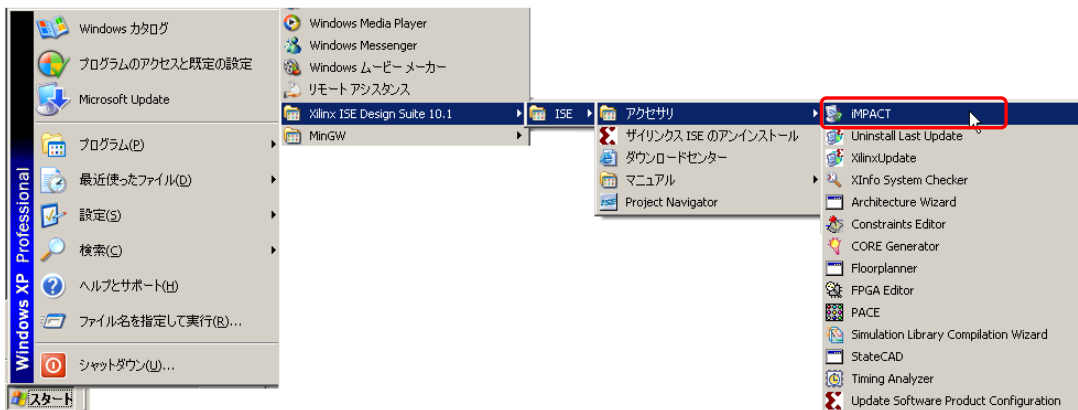 Windows カタログ
プログラムのアクセスと既定の設定
Microsoft Update
プログラム(P)
最近使ったファイル(D)
設定(S)
検索(C)
ヘルプとサポート(H)
ファイル名を指定して実行(R)...
シャットダウン(U)...
Windows XP Professional
スタート
Windows Media Player
Windows Messenger
Windows ムービー メーカー
リモート アシスタンス
Xilinx ISE Design Suite 10.1
MinGW
ISE
アクセサリ
ザイリンクス ISE のアンインストール
ダウンロードセンター
マニュアル
Project Navigator
iMPACT
Uninstall Last Update
XilinxUpdate
XInfo System Checker
Architecture Wizard
Constraints Editor
CORE Generator
Floorplanner
FPGA Editor
PACE
Simulation Library Compilation Wizard
StateCAD
Timing Analyzer
Update Software Product Configuration